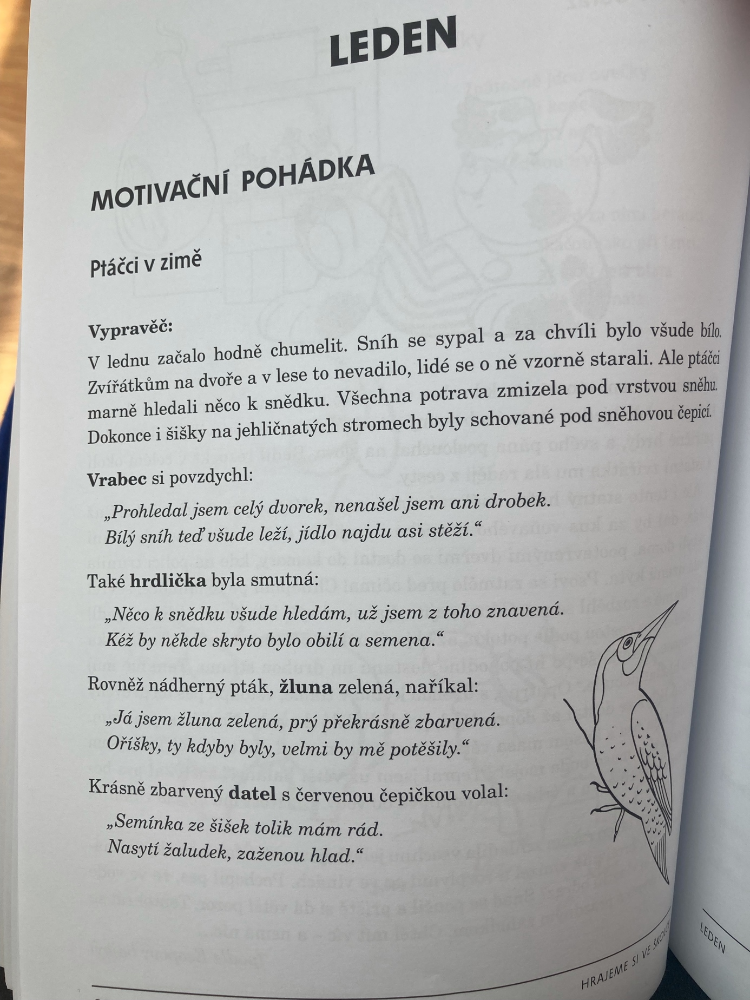 LEDEN
MOTIVAČNÍ POHÁDKA
Ptáčci v zimě
Vypravěč:
V lednu začalo hodně chumelit. Sníh se sypal a za chvíli bylo všude bílo.
Zvířátkům na dvoře a v lese to nevadilo, lidé se o ně vzorně starali. Ale ptáčci
marně hledali něco k snědku. Všechna potrava zmizela pod vrstvou sněhu.
Dokonce i šišky na jehličnatých stromech byly schované pod sněhovou čepicí.
Vrabec si povzdychl:
„Prohledal jsem celý dvorek, nenašel jsem ani drobek.
Bílý sníh teď všude leží, jídlo najdu asi stěží.“
Také hrdlička byla smutná:
„Něco k snědku všude hledám, už jsem z toho znavená.
Kéž by někde skryto bylo obilí a semena.“
Rovněž nádherný pták, žluna zelená, naříkal:
„Já jsem žluna zelená, prý překrásně zbarvená.
Oříšky, ty kdyby byly, velmi by mě potěšily.“
Krásně zbarvený datel s červenou čepičkou volal:
„Semínka ze šišek tolik mám rád.
Nasytí žaludek, zaženou hlad.“
HRAJEME SI VE ŠKOLCE
LEDEN